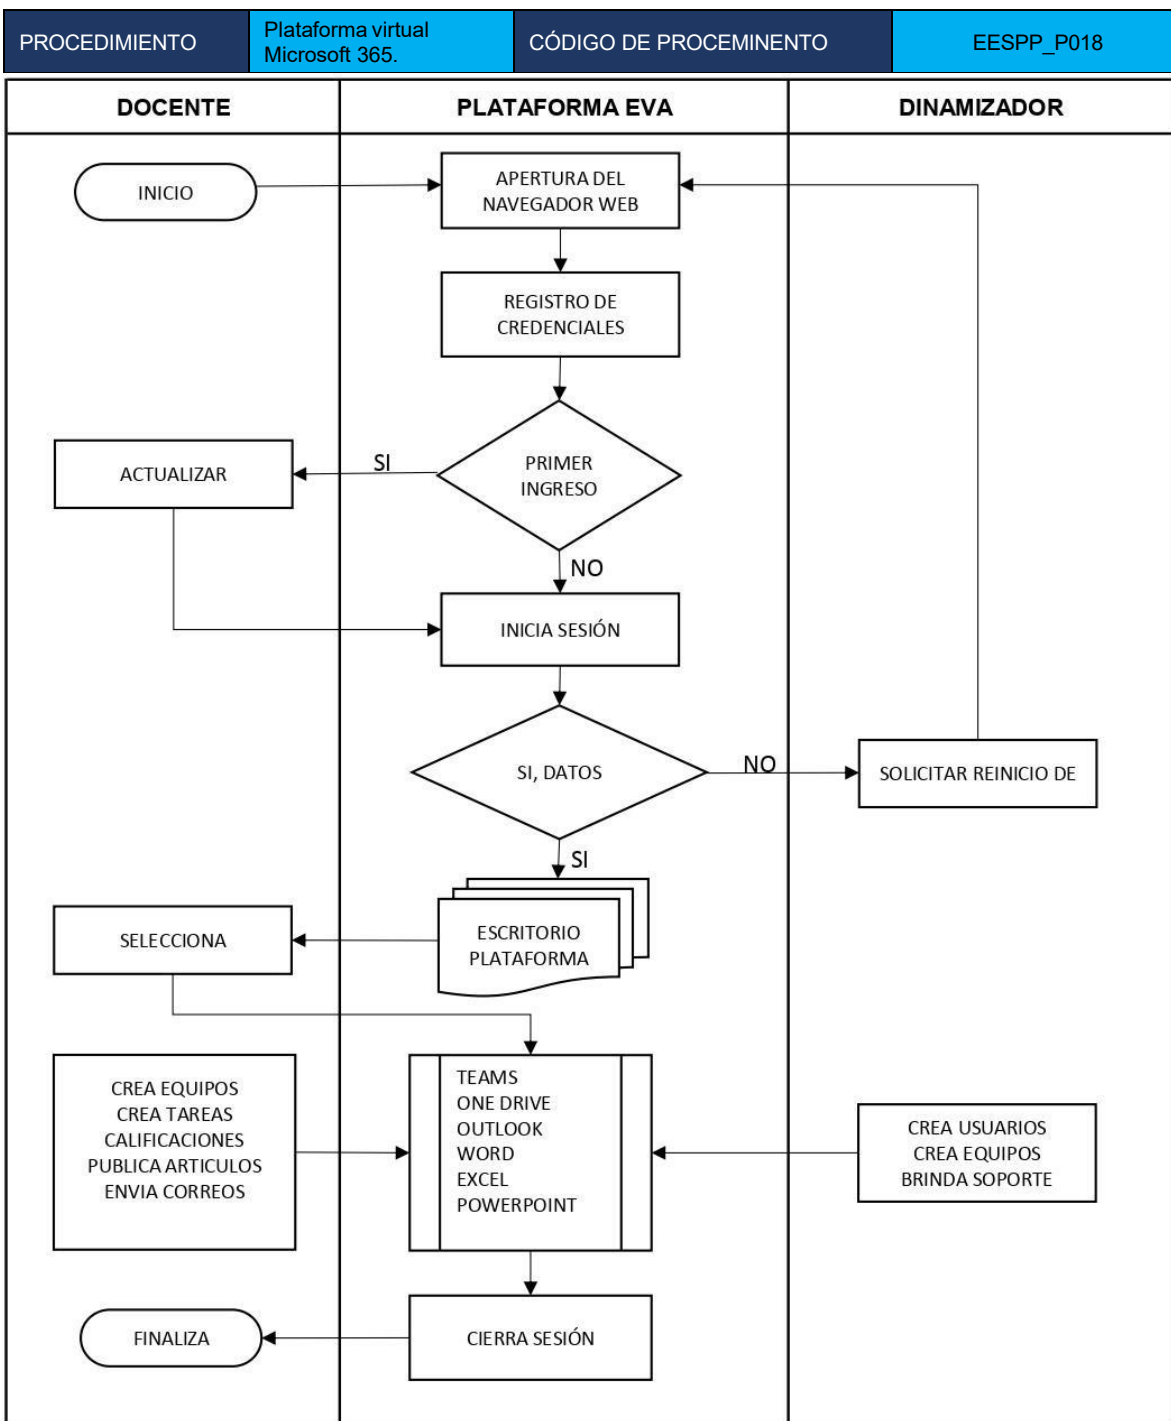 PROCEDIMIENTO
Plataforma virtual
Microsoft 365.
CÓDIGO DE PROCEMINENTO
EESPP_P018
DOCENTE
PLATAFORMA EVA
DINAMIZADOR
INICIO
APERTURA DEL
NAVEGADOR WEB
REGISTRO DE
CREDENCIALES
PRIMER
INGRESO
SI
ACTUALIZAR
NO
INICIA SESIÓN
SI, DATOS
NO
SOLICITAR REINICIO DE
SI
ESCRITORIO
PLATAFORMA
SELECCIONA
CREA EQUIPOS
CREA TAREAS
CALIFICACIONES
PUBLICA ARTICULOS
ENVIA CORREOS
TEAMS
ONE DRIVE
OUTLOOK
WORD
EXCEL
POWERPOINT
CREA USUARIOS
CREA EQUIPOS
BRINDA SOPORTE
FINALIZA
CIERRA SESIÓN